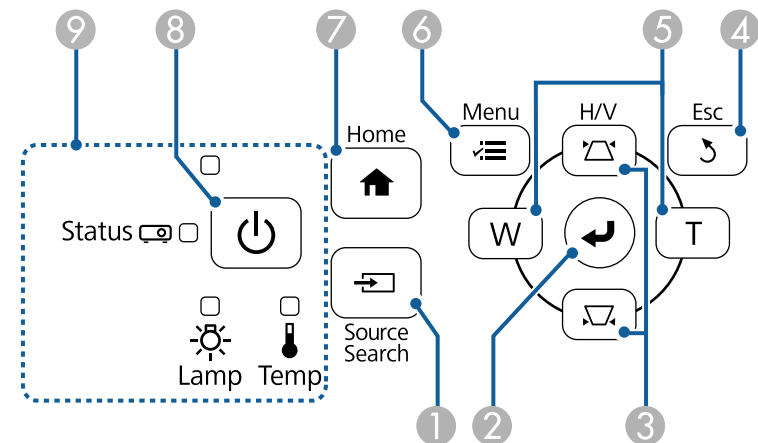 9 8 7 6 5 4
Menu H/V Esc
Home
Status W T
Source
Search
Lamp Temp
1 2 3